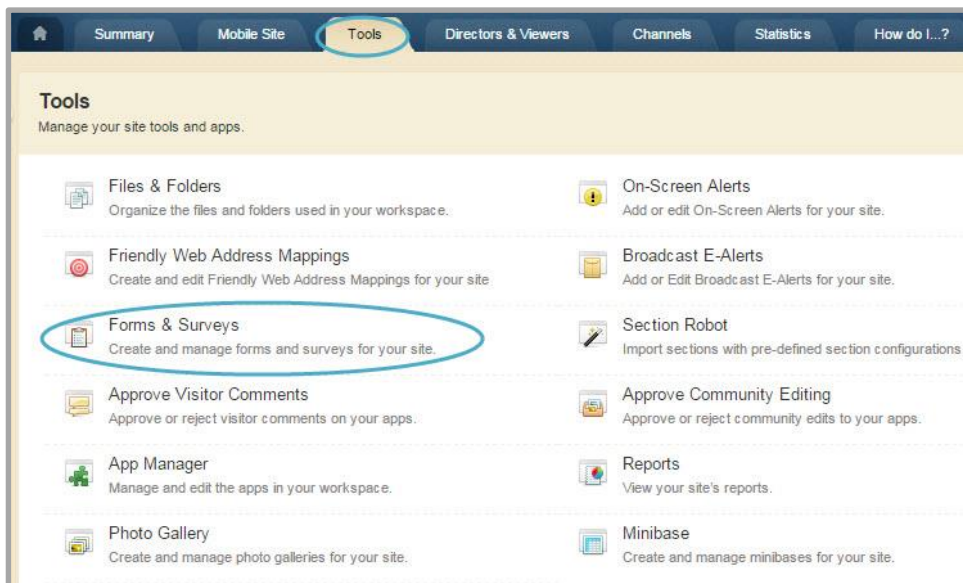 Summary
Mobile Site
Tools
Directors & Viewers
Channels
Statistics
How do I...?
Tools
Manage your site tools and apps.
Files & Folders
Organize the files and folders used in your workspace.
On-Screen Alerts
Add or edit On-Screen Alerts for your site.
Friendly Web Address Mappings
Create and edit Friendly Web Address Mappings for your site
Broadcast E-Alerts
Add or Edit Broadcast E-Alerts for your site.
Forms & Surveys
Create and manage forms and surveys for your site.
Section Robot
Import sections with pre-defined section configurations
Approve Visitor Comments
Approve or reject visitor comments on your apps.
Approve Community Editing
Approve or reject community edits to your apps.
App Manager
Manage and edit the apps in your workspace.
Reports
View your site's reports.
Photo Gallery
Create and manage photo galleries for your site.
Minibase
Create and manage minibases for your site.